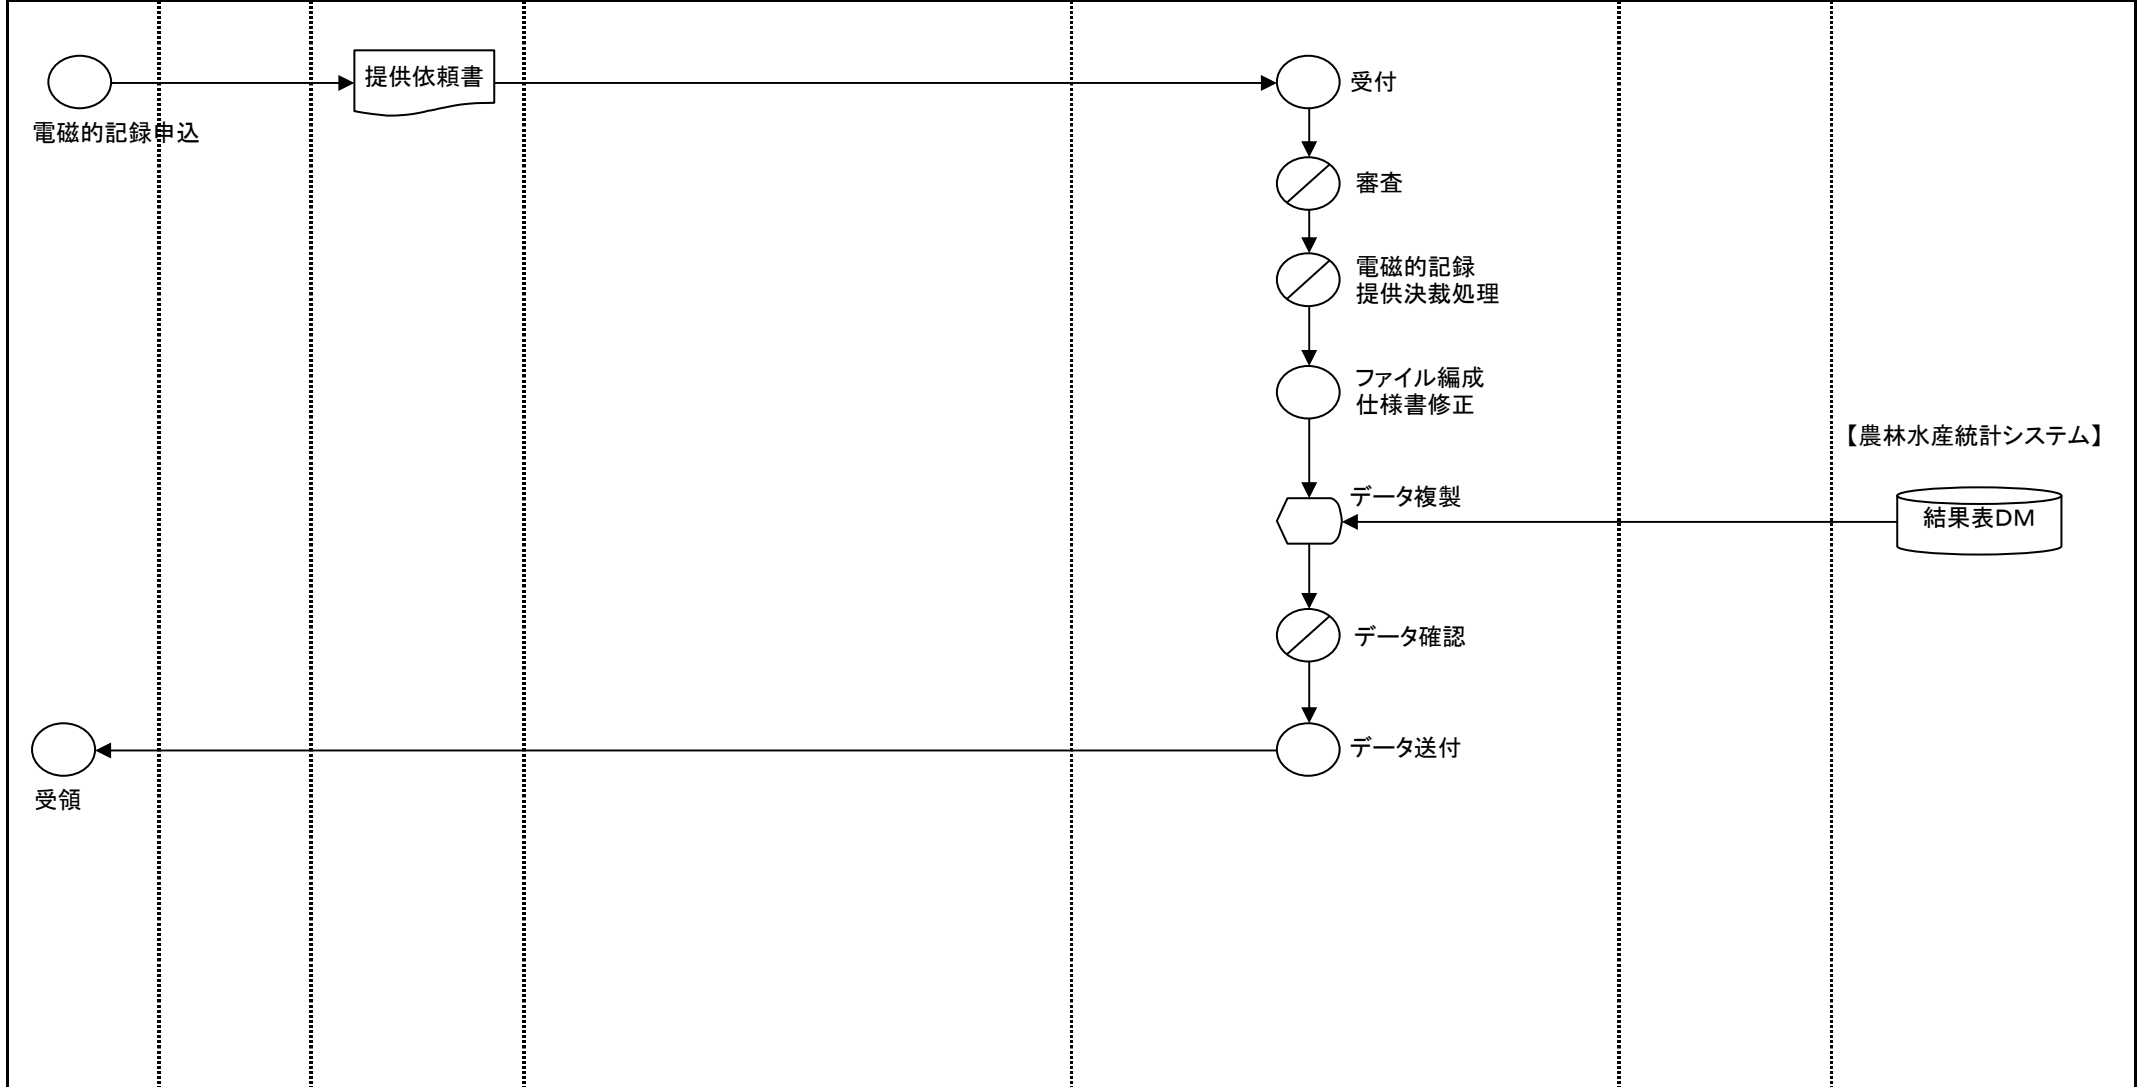 提供依頼書
受付
電磁的記録申込
審査
電磁的記録
提供決裁処理
ファイル編成
仕様書修正
【農林水産統計システム】
データ複製
結果表DM
データ確認
データ送付
受領